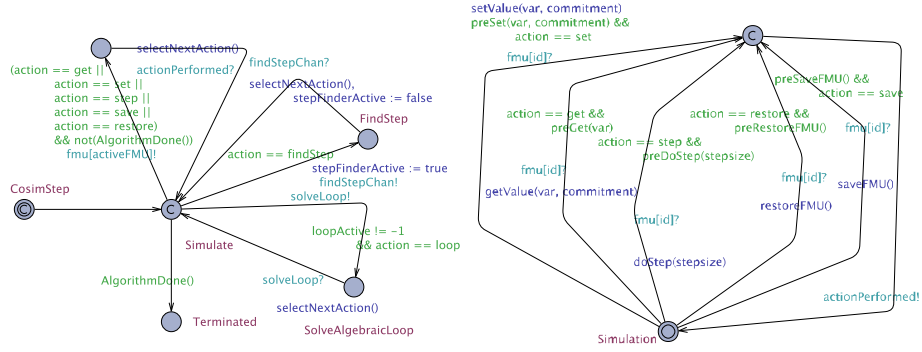 selectNextAction()
actionPerformed?
(action == get ||
action == set ||
action == step ||
action == save ||
action == restore)
&& not(AlgorithmDone())
fmu[activeFMU]!
findStepChan?
selectNextAction(),
stepFinderActive := false
FindStep
action == findStep
stepFinderActive := true
findStepChan!
solveLoop!
CosimStep
C
Simulate
loopActive != -1
&& action == loop
AlgorithmDone()
solveLoop?
selectNextAction()
Terminated
SolveAlgebraicLoop
setValue(var, commitment)
preSet(var, commitment) &&
action == set
fmu[id]?
C
preSaveFMU() &&
action == save
action == get &&
preGet(var)
action == restore &&
preRestoreFMU()
fmu[id]?
action == step &&
preDoStep(stepsize)
fmu[id]?
getValue(var, commitment)
fmu[id]?
saveFMU()
restoreFMU()
fmu[id]?
doStep(stepsize)
actionPerformed!
Simulation